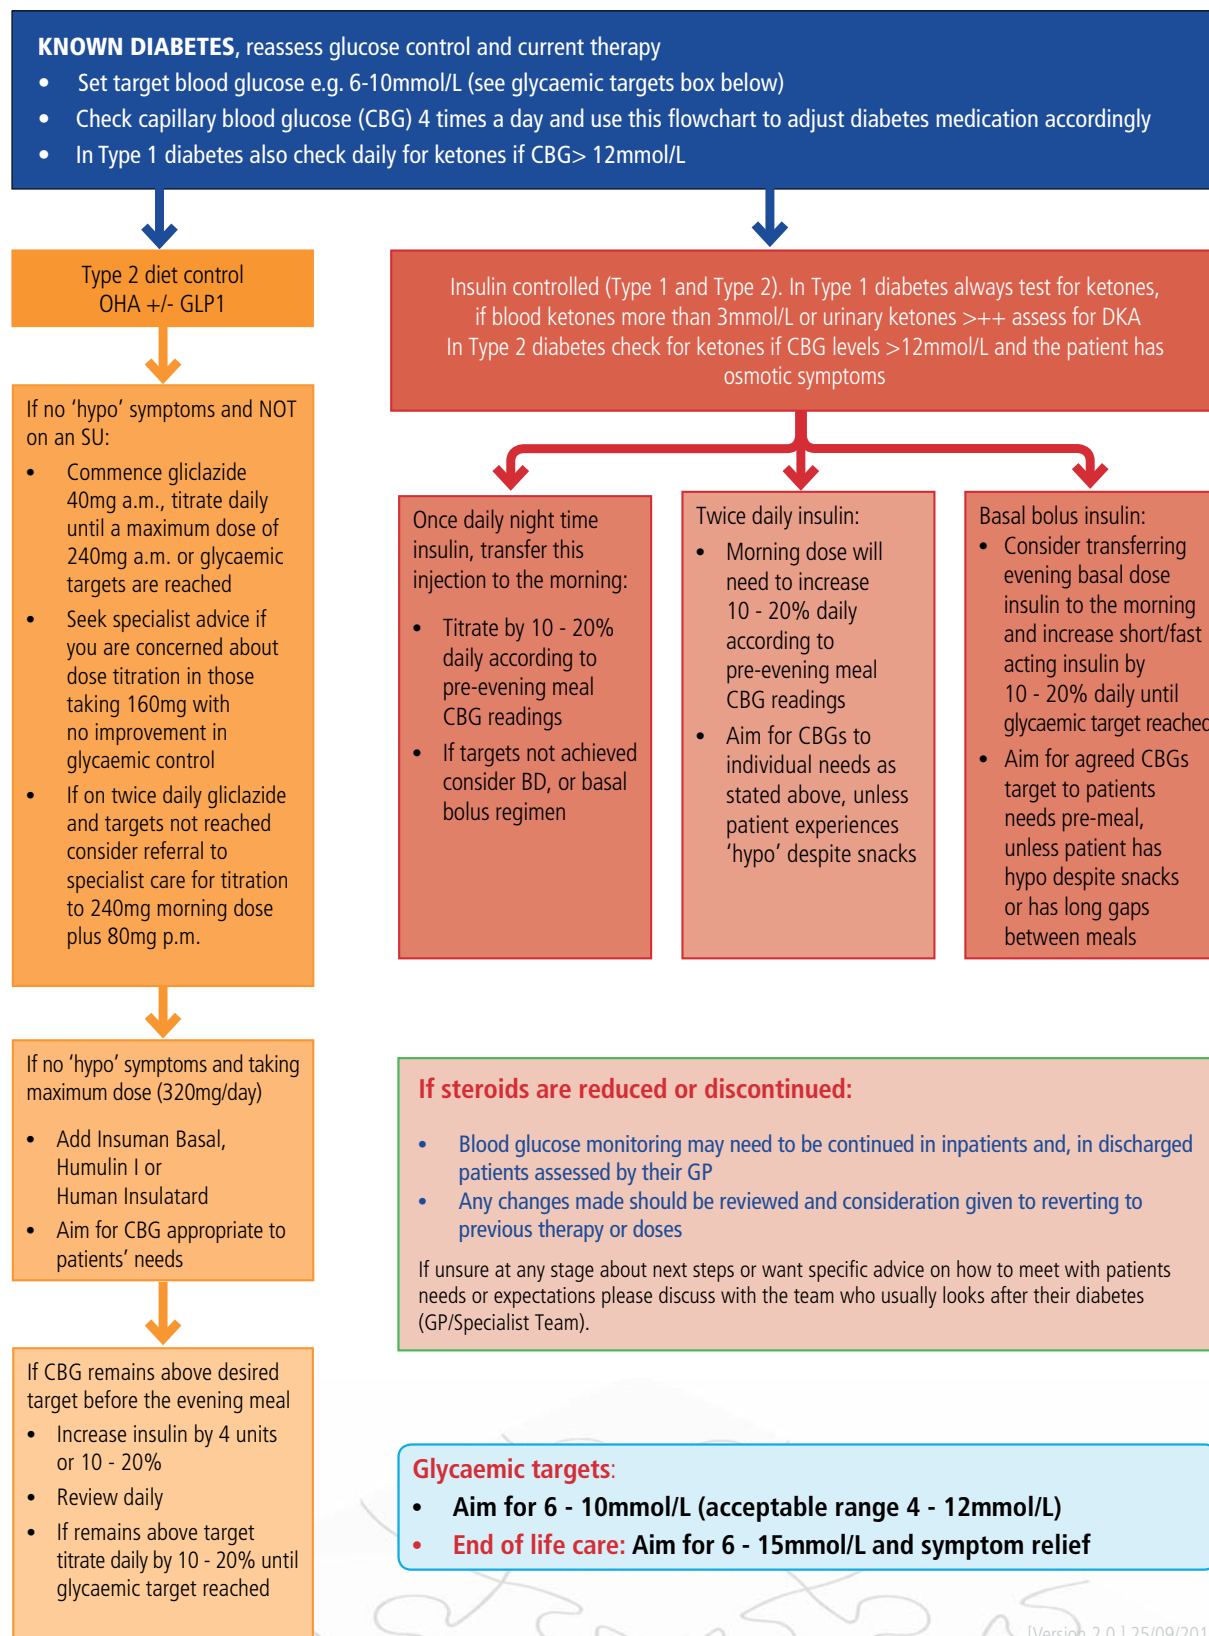 KNOWN DIABETES, reassess glucose control and current therapy
• Set target blood glucose e.g. 6-10mmol/L (see glycaemic targets box below)
• Check capillary blood glucose (CBG) 4 times a day and use this flowchart to adjust diabetes medication accordingly
• In Type 1 diabetes also check daily for ketones if CBG> 12mmol/L
Type 2 diet control
OHA +/- GLP1
If no ‘hypo’ symptoms and NOT
on an SU:
• Commence gliclazide
40mg a.m., titrate daily
until a maximum dose of
240mg a.m. or glycaemic
targets are reached
• Seek specialist advice if
you are concerned about
dose titration in those
taking 160mg with
no improvement in
glycaemic control
• If on twice daily gliclazide
and targets not reached
consider referral to
specialist care for titration
to 240mg morning dose
plus 80mg p.m.
If no ‘hypo’ symptoms and taking
maximum dose (320mg/day)
• Add Insuman Basal,
Humulin I or
Human Insulatard
• Aim for CBG appropriate to
patients’ needs
If CBG remains above desired
target before the evening meal
• Increase insulin by 4 units
or 10 - 20%
• Review daily
• If remains above target
titrate daily by 10 - 20% until
glycaemic target reached
Insulin controlled (Type 1 and Type 2). In Type 1 diabetes always test for ketones,
if blood ketones more than 3mmol/L or urinary ketones >++ assess for DKA
In Type 2 diabetes check for ketones if CBG levels >12mmol/L and the patient has
osmotic symptoms
Once daily night time
insulin, transfer this
injection to the morning:
• Titrate by 10 - 20%
daily according to
pre-evening meal
CBG readings
• If targets not achieved
consider BD, or basal
bolus regimen
Twice daily insulin:
• Morning dose will
need to increase
10 - 20% daily
according to
pre-evening meal
CBG readings
• Aim for CBGs to
individual needs as
stated above, unless
patient experiences
‘hypo’ despite snacks
Basal bolus insulin:
• Consider transferring
evening basal dose
insulin to the morning
and increase short/fast
acting insulin by
10 - 20% daily until
glycaemic target reached
• Aim for agreed CBGs
target to patients
needs pre-meal,
unless patient has
hypo despite snacks
or has long gaps
between meals
If steroids are reduced or discontinued:
• Blood glucose monitoring may need to be continued in inpatients and, in discharged
patients assessed by their GP
• Any changes made should be reviewed and consideration given to reverting to
previous therapy or doses
If unsure at any stage about next steps or want specific advice on how to meet with patients
needs or expectations please discuss with the team who usually looks after their diabetes
(GP/Specialist Team).
Glycaemic targets:
• Aim for 6 - 10mmol/L (acceptable range 4 - 12mmol/L)
• End of life care: Aim for 6 - 15mmol/L and symptom relief
[Version 2.0 ] 25/09/201